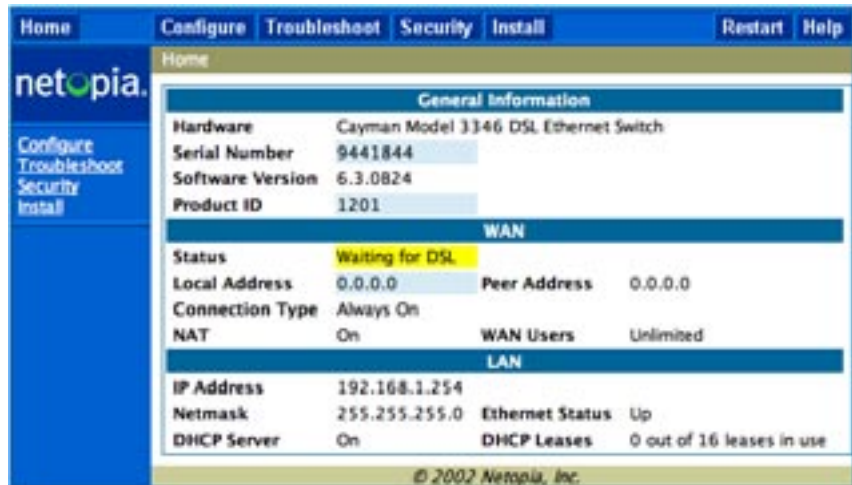 Home Configure Troubleshoot Security Install Restart Help
netopia.
Home
Configure
Troubleshoot
Security
Install
General Information
Hardware Cayman Model 3346 DSL Ethernet Switch
Serial Number 9441844
Software Version 6.3.0824
Product ID 1201
WAN
Status Waiting for DSL
Local Address 0.0.0.0 Peer Address 0.0.0.0
Connection Type Always On
NAT On WAN Users Unlimited
LAN
IP Address 192.168.1.254
Netmask 255.255.255.0 Ethernet Status Up
DHCP Server On DHCP Leases 0 out of 16 leases in use
© 2002 Netopia, Inc.